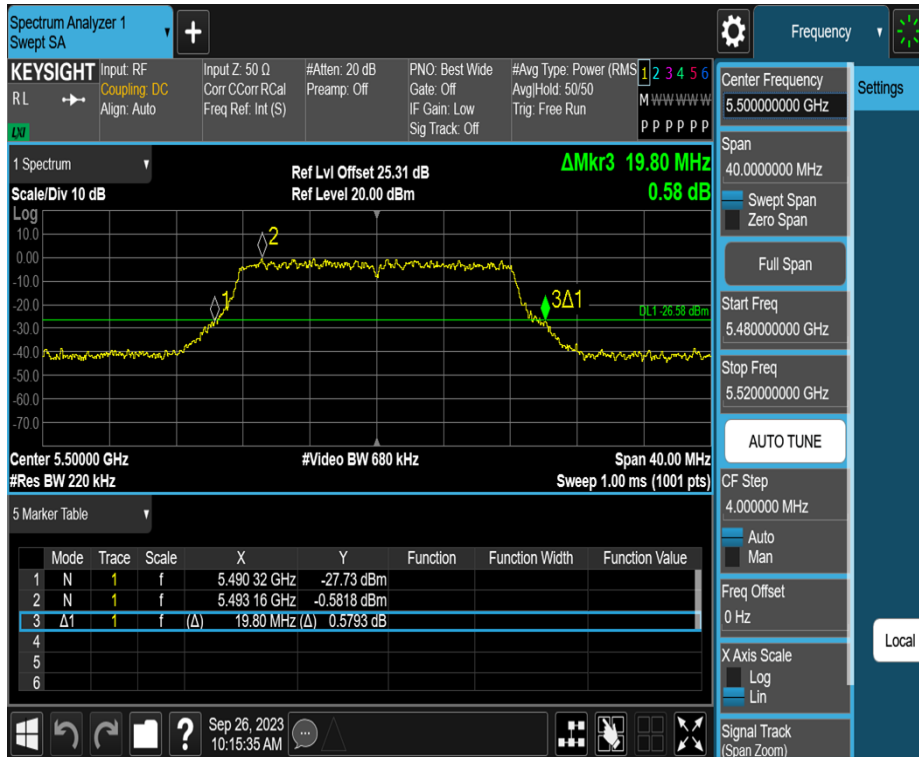 Spectrum Analyzer 1
Swept SA
+
Frequency
KEYSIGHT
RL
LXI
Input: RF
Coupling: DC
Align: Auto
Input Z: 50 Ω
Corr CCorr RCal
Freq Ref: Int (S)
#Atten: 20 dB
Preamp: Off
PNO: Best Wide
Gate: Off
IF Gain: Low
Sig Track: Off
#Avg Type: Power (RMS
Avg|Hold: 50/50
Trig: Free Run
1 2 3 4 5 6
M W W W W W
P P P P P P
1 Spectrum
Scale/Div 10 dB
Ref Lvl Offset 25.31 dB
Ref Level 20.00 dBm
ΔMkr3 19.80 MHz
0.58 dB
Log
10.0
0.00
-10.0
-20.0
-30.0
-40.0
-50.0
-60.0
-70.0
2
1
3Δ1
DL1 -26.58 dBm
Center 5.50000 GHz
#Video BW 680 kHz
Span 40.00 MHz
#Res BW 220 kHz
Sweep 1.00 ms (1001 pts)
5 Marker Table
Mode Trace Scale X Y Function Function Width Function Value
1 N 1 f 5.490 32 GHz -27.73 dBm
2 N 1 f 5.493 16 GHz -0.5818 dBm
3 Δ1 1 f (Δ) 19.80 MHz (Δ) 0.5793 dB
4
5
6
?
Sep 26, 2023
10:15:35 AM
Center Frequency
5.500000000 GHz
Settings
Span
40.0000000 MHz
Swept Span
Zero Span
Full Span
Start Freq
5.480000000 GHz
Stop Freq
5.520000000 GHz
AUTO TUNE
CF Step
4.000000 MHz
Auto
Man
Freq Offset
0 Hz
Local
X Axis Scale
Log
Lin
Signal Track
(Span Zoom)